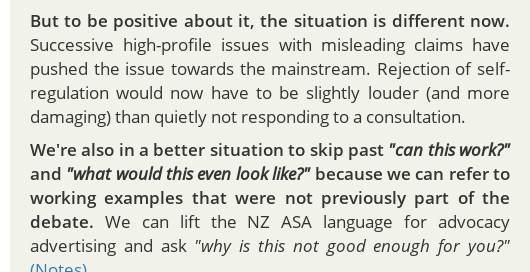 But to be positive about it, the situation is different now.
Successive high-profile issues with misleading claims have
pushed the issue towards the mainstream. Rejection of self-
regulation would now have to be slightly louder (and more
damaging) than quietly not responding to a consultation.
We're also in a better situation to skip past "can this work?"
and "what would this even look like?" because we can refer to
working examples that were not previously part of the
debate. We can lift the NZ ASA language for advocacy
advertising and ask "why is this not good enough for you?"
(Notes)